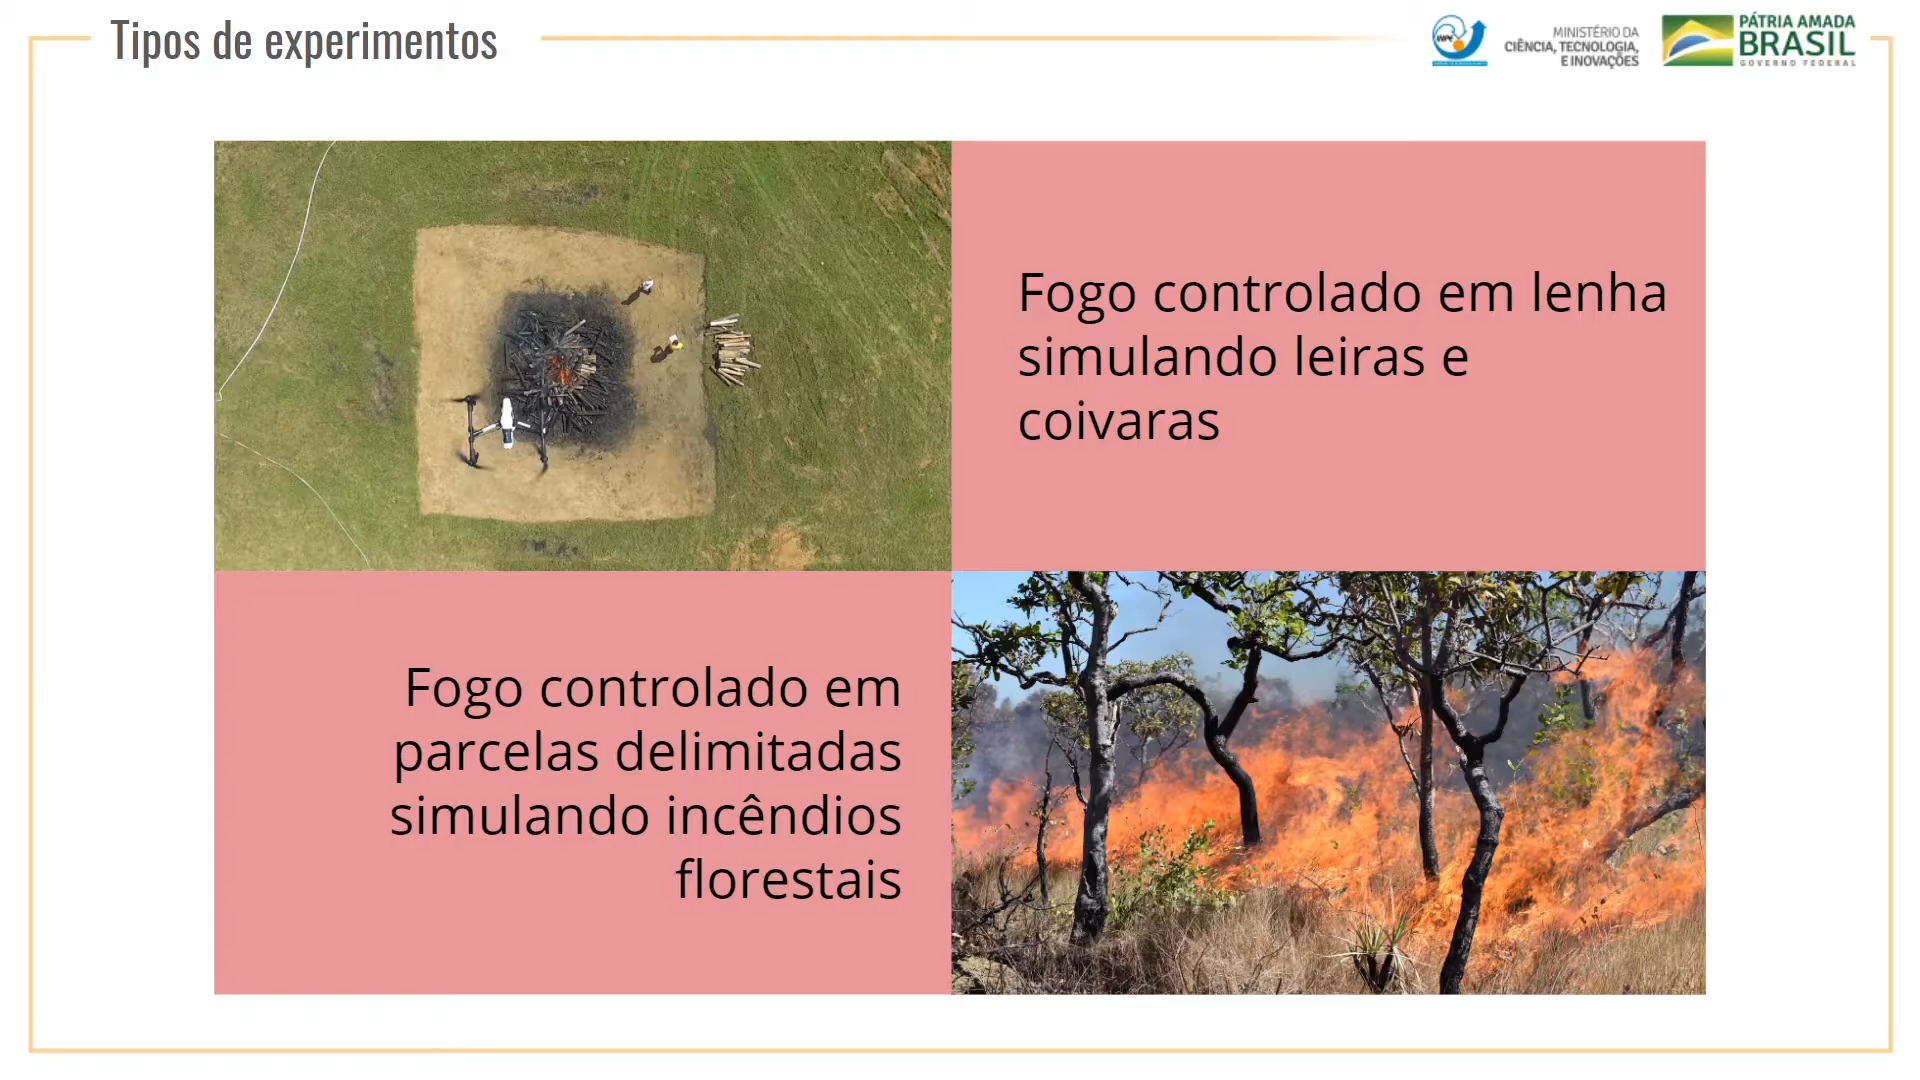 Tipos de experimentos
INPE
MINISTÉRIO DA
CIÊNCIA, TECNOLOGIA,
E INOVAÇÕES
PÁTRIA AMADA
BRASIL
GOVERNO FEDERAL
Fogo controlado em lenha
simulando leiras e
coivaras
Fogo controlado em
parcelas delimitadas
simulando incêndios
florestais